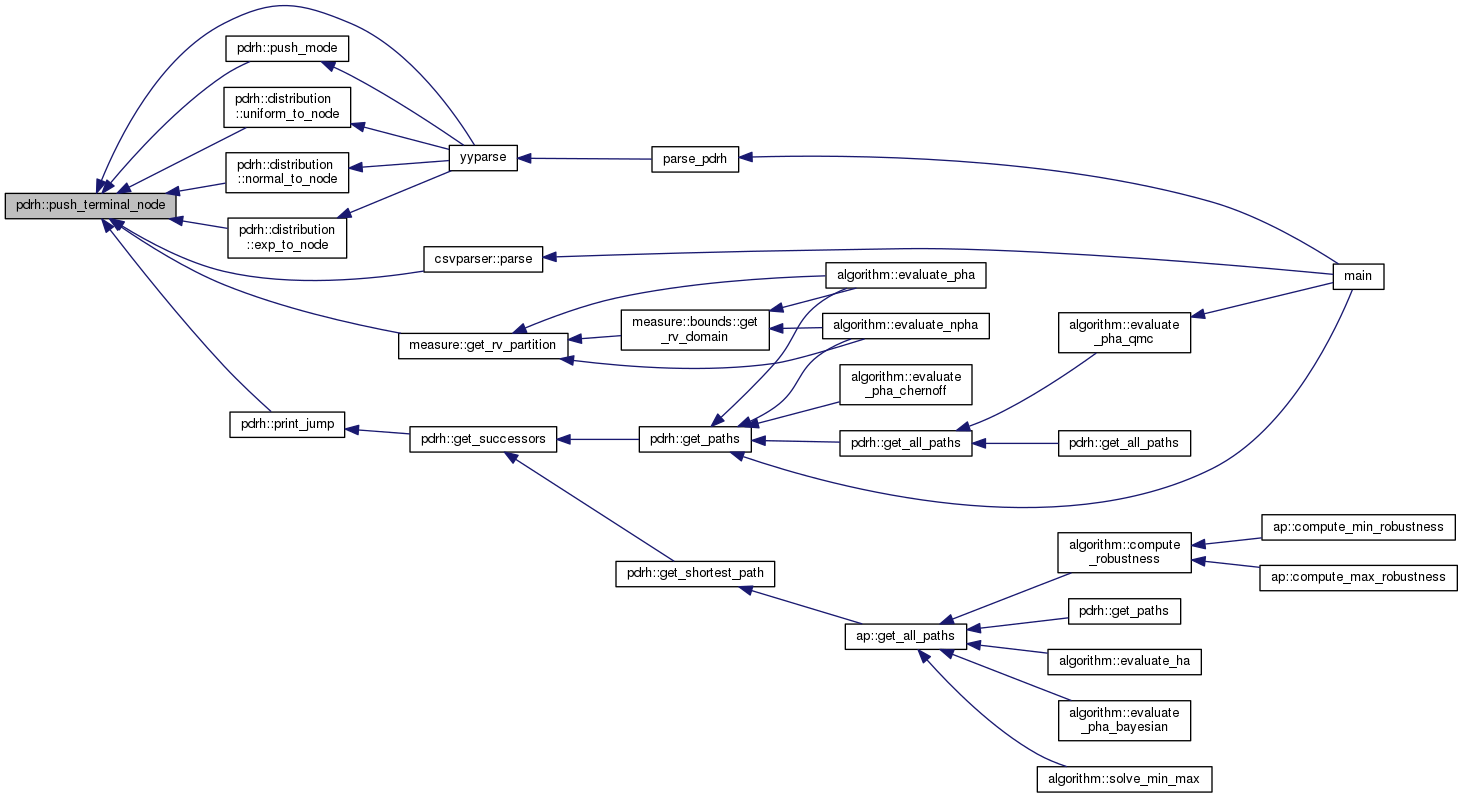 pdrh::push_mode
pdrh::distribution
::uniform_to_node
pdrh::distribution
::normal_to_node
pdrh::distribution
::exp_to_node
pdrh::push_terminal_node
yyparse
parse_pdrh
csvparser::parse
main
algorithm::evaluate_pha
measure::bounds::get
_rv_domain
algorithm::evaluate_npha
measure::get_rv_partition
algorithm::evaluate
_pha_qmc
algorithm::evaluate
_pha_chernoff
pdrh::print_jump
pdrh::get_successors
pdrh::get_paths
pdrh::get_all_paths
pdrh::get_all_paths
ap::compute_min_robustness
algorithm::compute
_robustness
pdrh::get_shortest_path
ap::compute_max_robustness
pdrh::get_paths
ap::get_all_paths
algorithm::evaluate_ha
algorithm::evaluate
_pha_bayesian
algorithm::solve_min_max